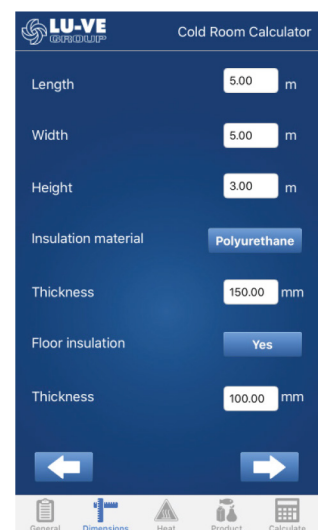 LU-VE
GROUP
Cold Room Calculator
Length 5.00 m
Width 5.00 m
Height 3.00 m
Insulation material Polyurethane
Thickness 150.00 mm
Floor insulation Yes
Thickness 100.00 mm
General Dimensions Heat Product Calculate